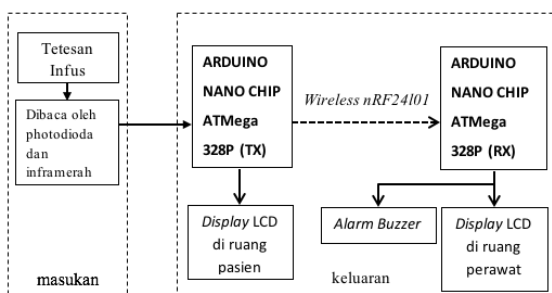 Tetesan
Infus
Dibaca oleh
photodioda
dan
inframerah
masukan
ARDUINO
NANO CHIP
ATMega
328P (TX)
Wireless nRF24l01
ARDUINO
NANO CHIP
ATMega
328P (RX)
Display LCD
di ruang
pasien
Alarm Buzzer
Display LCD
di ruang
perawat
keluaran